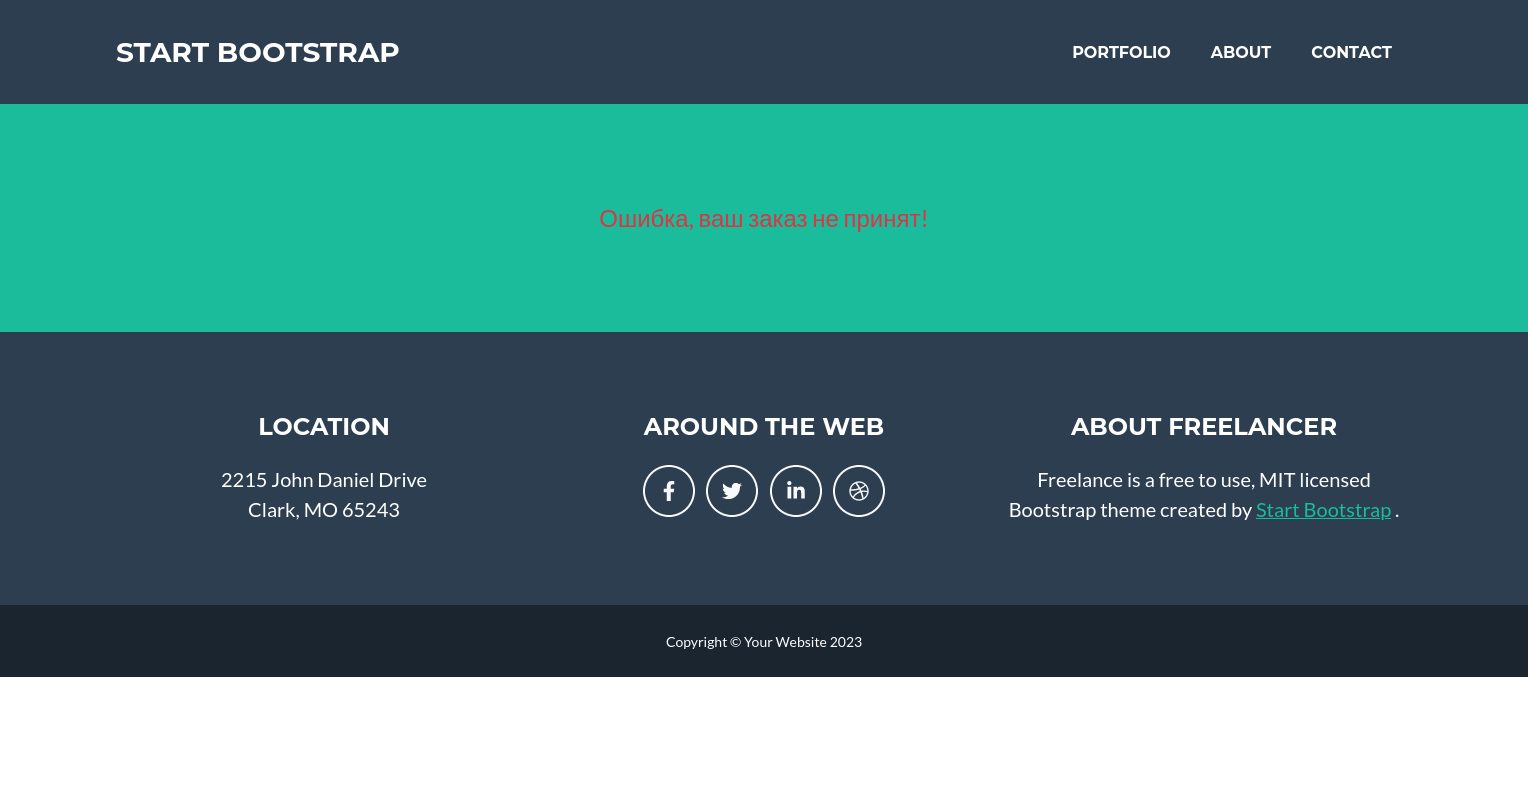 START BOOTSTRAP
PORTFOLIO
ABOUT
CONTACT
Ошибка, ваш заказ не принят!
LOCATION
2215 John Daniel Drive
Clark, MO 65243
AROUND THE WEB
ABOUT FREELANCER
Freelance is a free to use, MIT licensed
Bootstrap theme created by Start Bootstrap .
Copyright © Your Website 2023